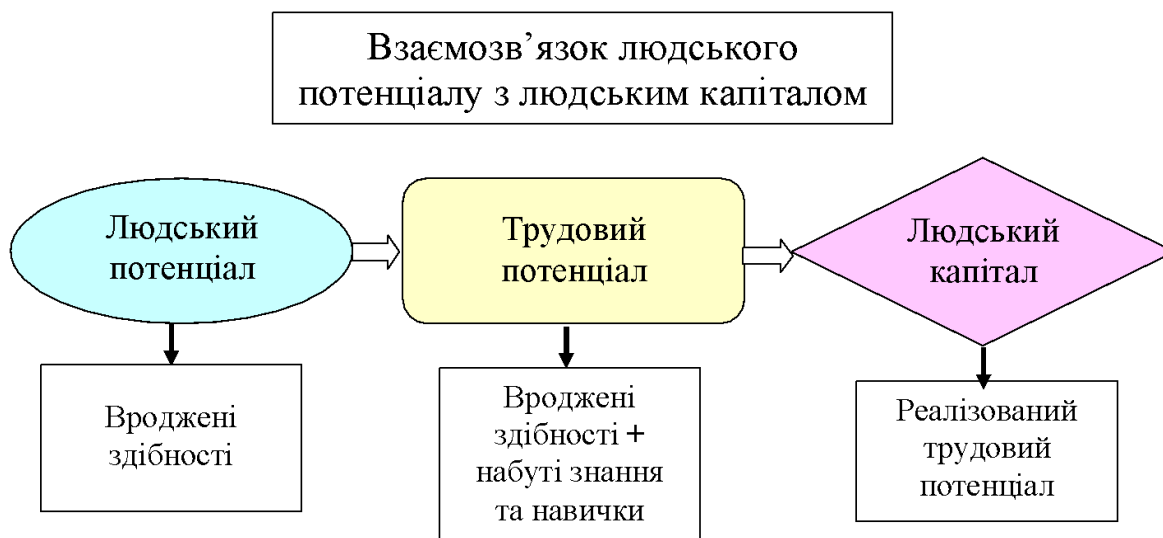 Взаємозв’язок людського
потенціалу з людським капіталом
Людський
потенціал
Трудовий
потенціал
Людський
капітал
Вроджені
здібності
Вроджені
здібності +
набуті знання
та навички
Реалізований
трудовий
потенціал